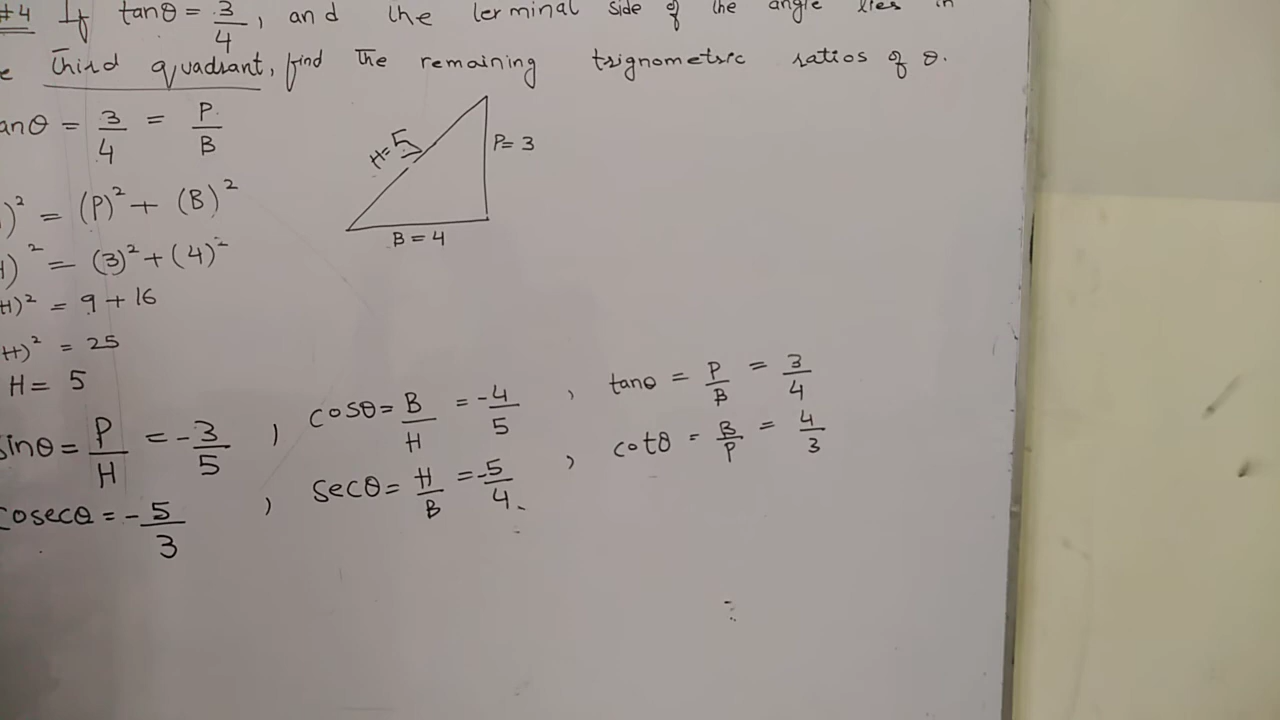 #4 If tanθ = 3/4, and the terminal side of the angle lies in
e third quadrant, find the remaining trignometric ratios of θ.
anθ = 3/4 = P/B
)² = (P)² + (B)²
H)² = (3)² + (4)²
H)² = 9 + 16
H)² = 25
H = 5
H = 5
P = 3
B = 4
sinθ = P/H = -3/5 , cosθ = B/H = -4/5 , tanθ = P/B = 3/4
cosecθ = -5/3 , secθ = H/B = -5/4 , cotθ = B/P = 4/3